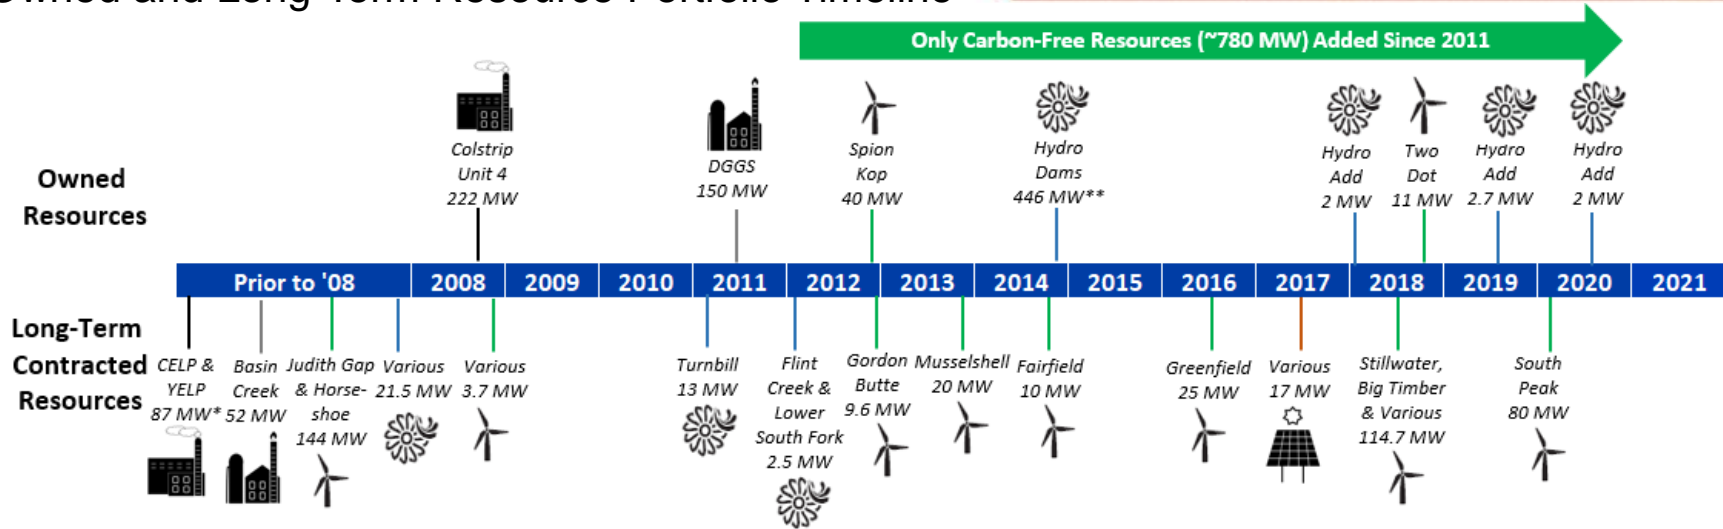 Owned and Long-Term Resource Portfolio Timeline
Only Carbon-Free Resources (~780 MW) Added Since 2011
Owned
Resources
Colstrip
Unit 4
222 MW
DGGS
150 MW
Spion
Kop
40 MW
Hydro
Dams
446 MW**
Hydro
Add
2 MW
Two
Dot
11 MW
Hydro
Add
2.7 MW
Hydro
Add
2 MW
Prior to '08
2008
2009
2010
2011
2012
2013
2014
2015
2016
2017
2018
2019
2020
2021
Long-Term
Contracted
Resources
CELP &
YELP
87 MW*
Basin
Creek
52 MW
Judith Gap
& Horse-
shoe
144 MW
Various
21.5 MW
Various
3.7 MW
Turnbill
13 MW
Flint
Creek &
Lower
South Fork
2.5 MW
Gordon
Butte
9.6 MW
Musselshell
20 MW
Fairfield
10 MW
Greenfield
25 MW
Various
17 MW
Stillwater,
Big Timber
& Various
114.7 MW
South
Peak
80 MW